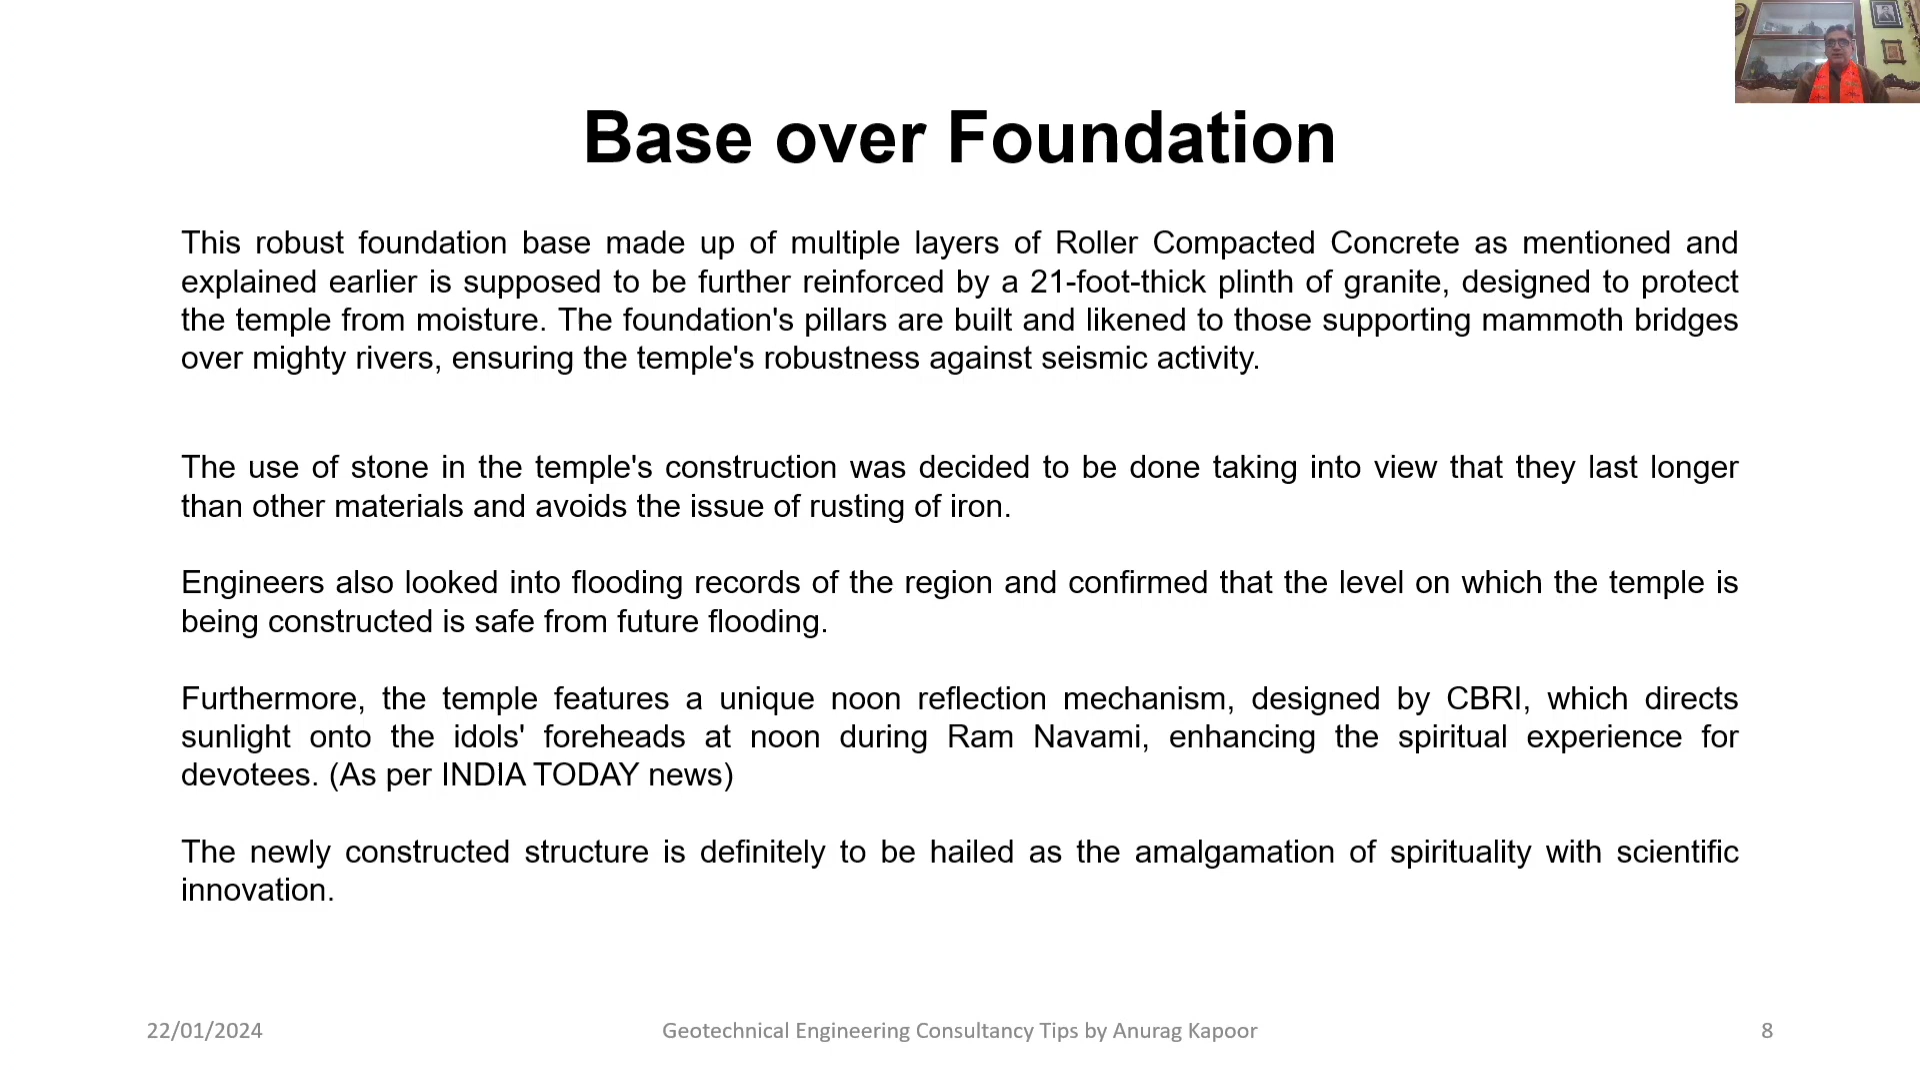 Base over Foundation
This robust foundation base made up of multiple layers of Roller Compacted Concrete as mentioned and
explained earlier is supposed to be further reinforced by a 21-foot-thick plinth of granite, designed to protect
the temple from moisture. The foundation's pillars are built and likened to those supporting mammoth bridges
over mighty rivers, ensuring the temple's robustness against seismic activity.
The use of stone in the temple's construction was decided to be done taking into view that they last longer
than other materials and avoids the issue of rusting of iron.
Engineers also looked into flooding records of the region and confirmed that the level on which the temple is
being constructed is safe from future flooding.
Furthermore, the temple features a unique noon reflection mechanism, designed by CBRI, which directs
sunlight onto the idols' foreheads at noon during Ram Navami, enhancing the spiritual experience for
devotees. (As per INDIA TODAY news)
The newly constructed structure is definitely to be hailed as the amalgamation of spirituality with scientific
innovation.
22/01/2024
Geotechnical Engineering Consultancy Tips by Anurag Kapoor
8